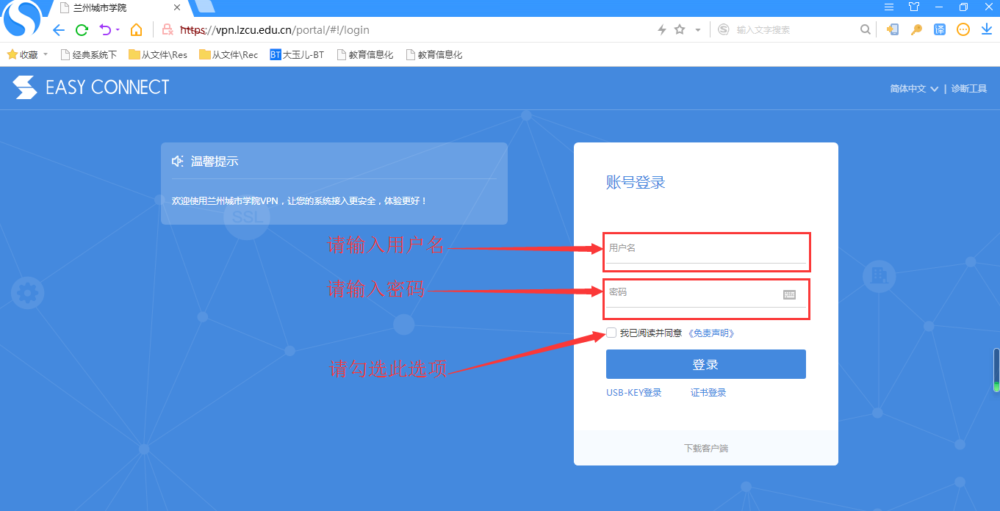 兰州城市学院
https://vpn.lzcu.edu.cn/portal/#!/login
输入文字搜索
译
收藏
经典系统下
从文件\Res
从文件\Rec
BT 大玉儿-BT
教育信息化
教育信息化
EASY CONNECT
简体中文 | 诊断工具
温馨提示
欢迎使用兰州城市学院VPN，让您的系统接入更安全，体验更好！
SSL
账号登录
请输入用户名
用户名
请输入密码
密码
我已阅读并同意 《免责声明》
请勾选此选项
登录
USB-KEY登录 证书登录
下载客户端